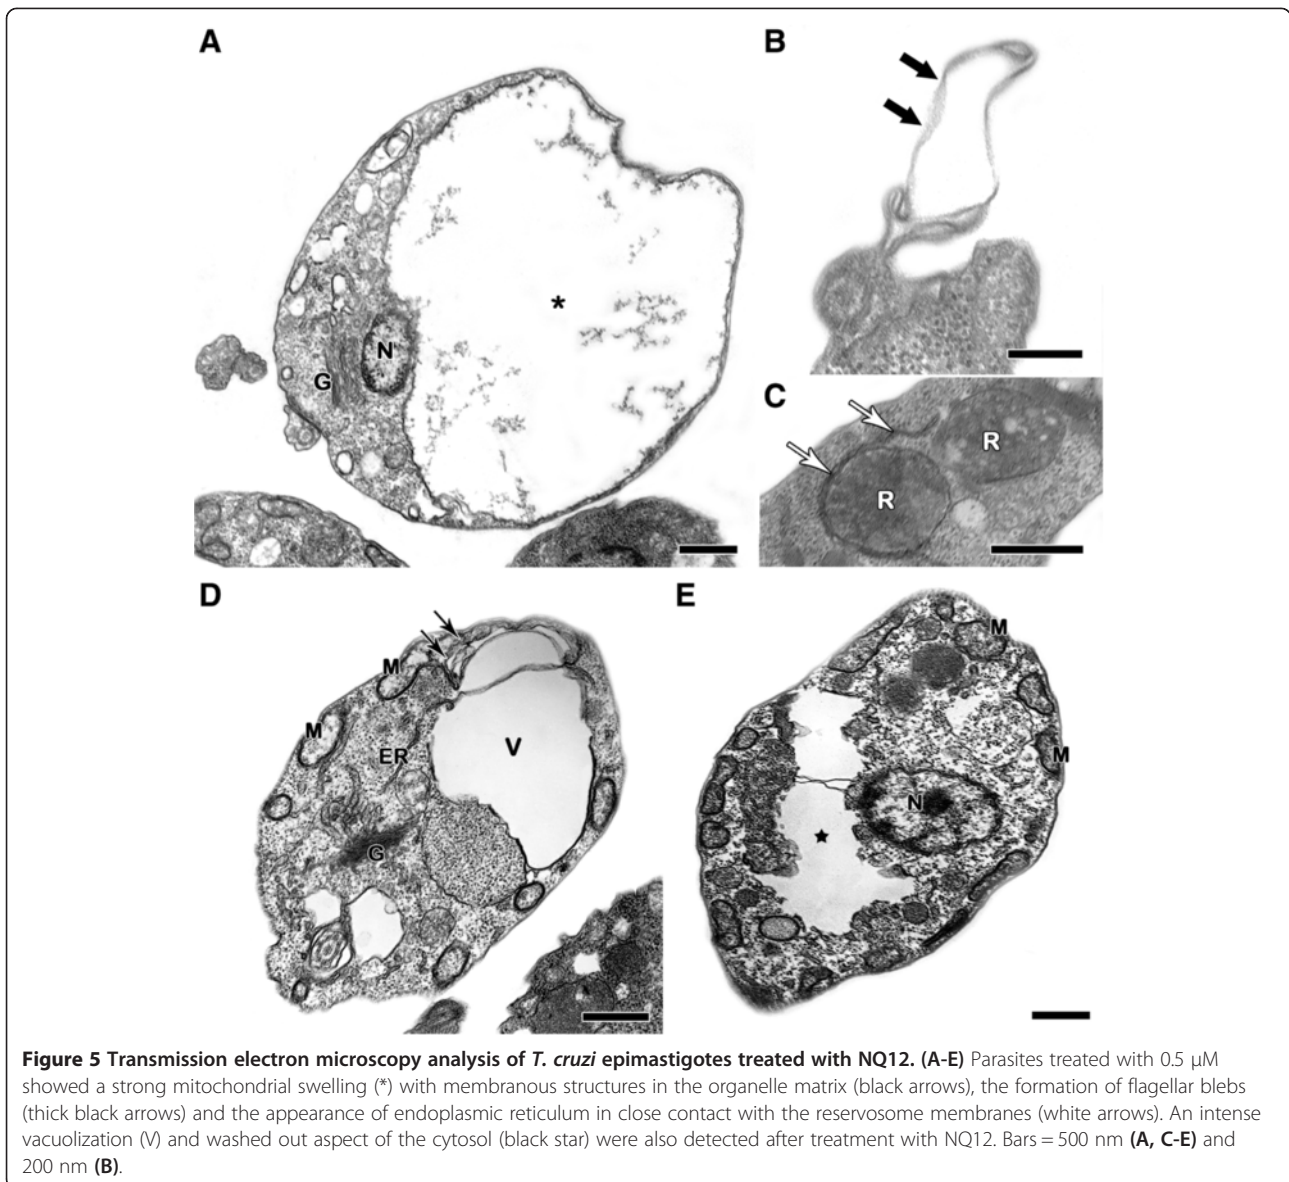 A
B
*
N
G
C
R
R
D
E
M
M
M
V
ER
M
N
★
G
Figure 5 Transmission electron microscopy analysis of T. cruzi epimastigotes treated with NQ12. (A-E) Parasites treated with 0.5 μM
showed a strong mitochondrial swelling (*) with membranous structures in the organelle matrix (black arrows), the formation of flagellar blebs
(thick black arrows) and the appearance of endoplasmic reticulum in close contact with the reservosome membranes (white arrows). An intense
vacuolization (V) and washed out aspect of the cytosol (black star) were also detected after treatment with NQ12. Bars = 500 nm (A, C-E) and
200 nm (B).